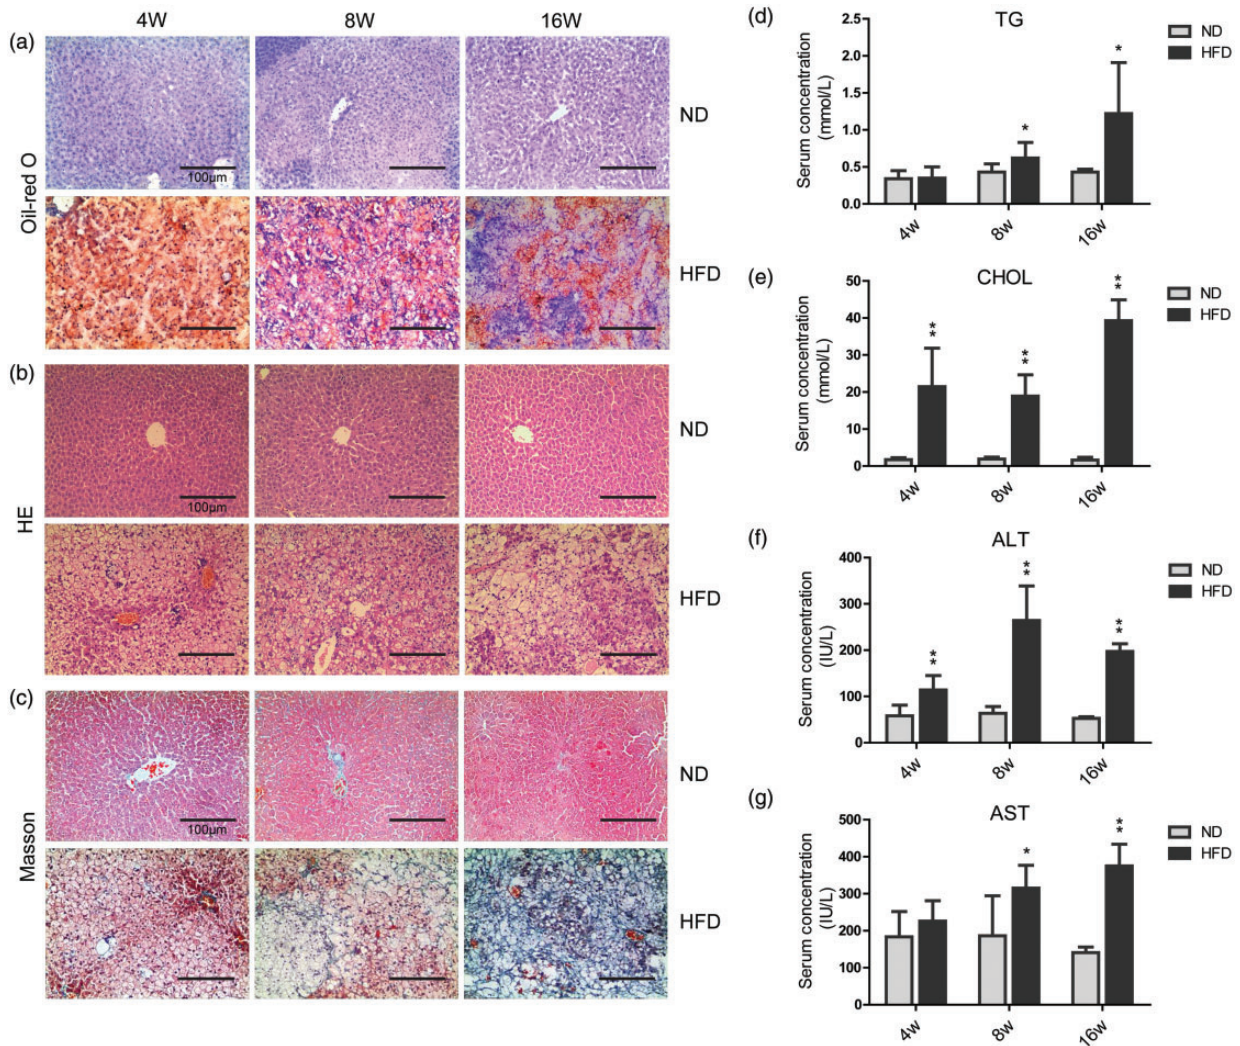 4W 8W 16W
(a)
Oil-red O
100μm
ND
HFD
(b)
HE
100μm
ND
HFD
(c)
Masson
100μm
ND
HFD
(d)
TG
Serum concentration
(mmol/L)
2.5
2.0
1.5
1.0
0.5
0.0
*
*
4w 8w 16w
ND
HFD
(e)
CHOL
Serum concentration
(mmol/L)
50
40
30
20
10
0
**
**
**
4w 8w 16w
ND
HFD
(f)
ALT
Serum concentration
(IU/L)
400
300
200
100
0
**
**
**
4w 8w 16w
ND
HFD
(g)
AST
Serum concentration
(IU/L)
500
400
300
200
100
0
*
**
4w 8w 16w
ND
HFD